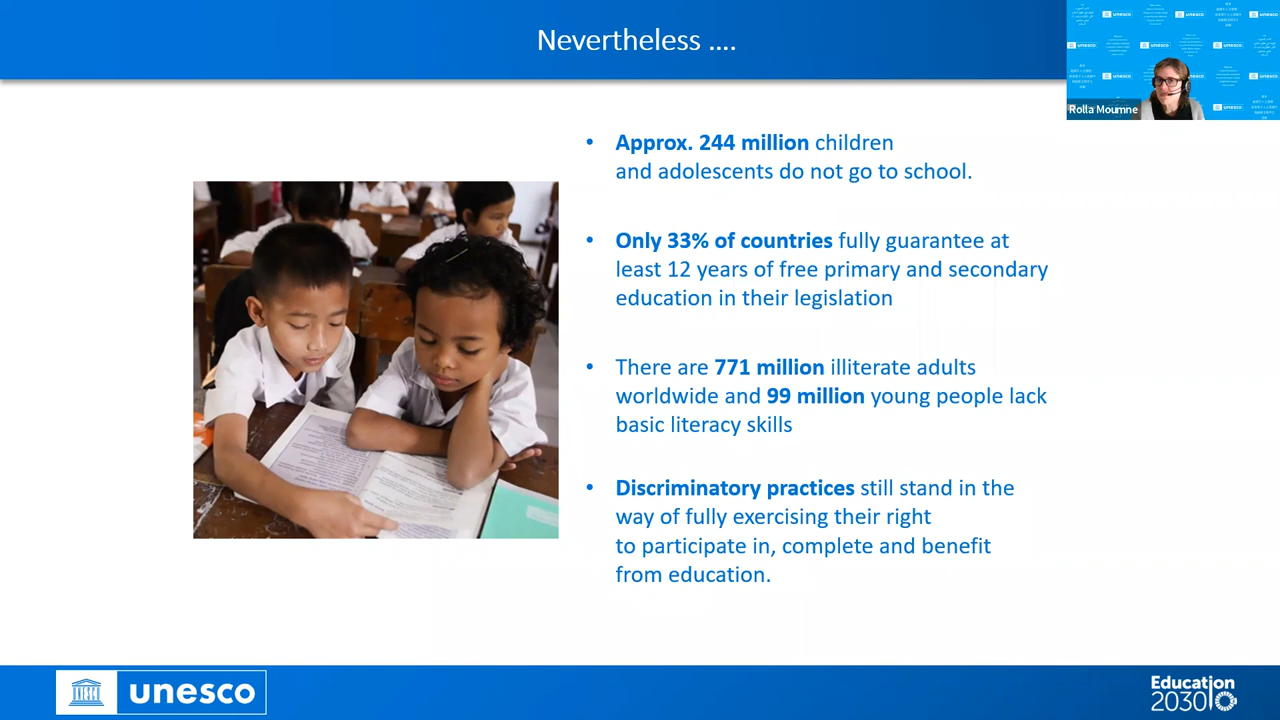 Nevertheless ....
Rolla Moumne
• Approx. 244 million children
and adolescents do not go to school.
• Only 33% of countries fully guarantee at
least 12 years of free primary and secondary
education in their legislation
• There are 771 million illiterate adults
worldwide and 99 million young people lack
basic literacy skills
• Discriminatory practices still stand in the
way of fully exercising their right
to participate in, complete and benefit
from education.
unesco
Education
2030